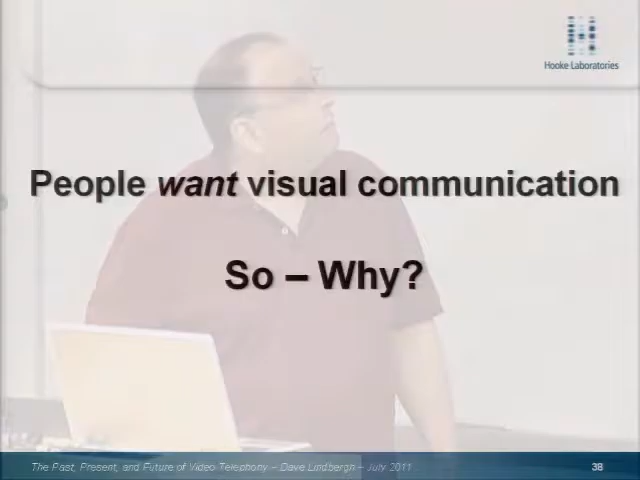 Hooke Laboratories
People want visual communication
So – Why?
The Past, Present, and Future of Video Telephony – Dave Lindbergh – July 2011
38